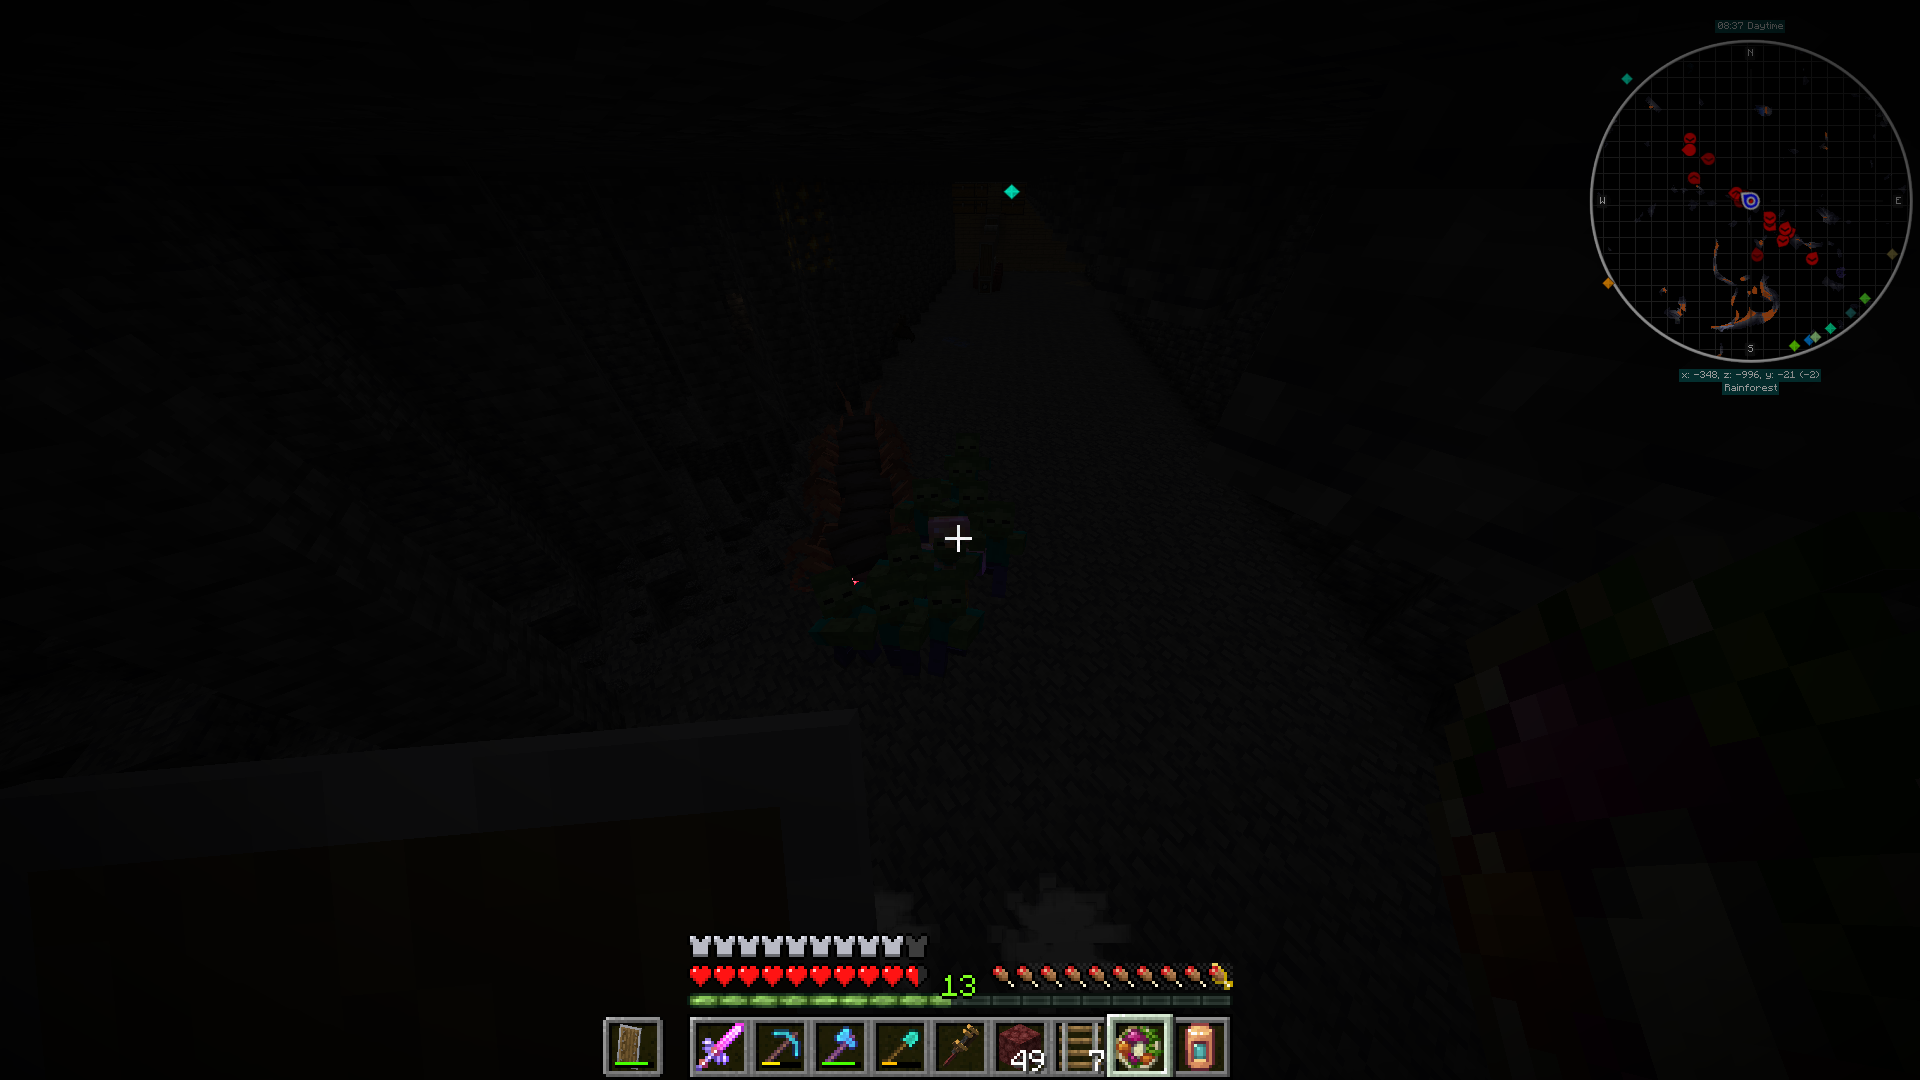 08:37 Daytime
N
W
E
S
x: -348, z: -996, y: -21 (-2)
Rainforest
13
49
7